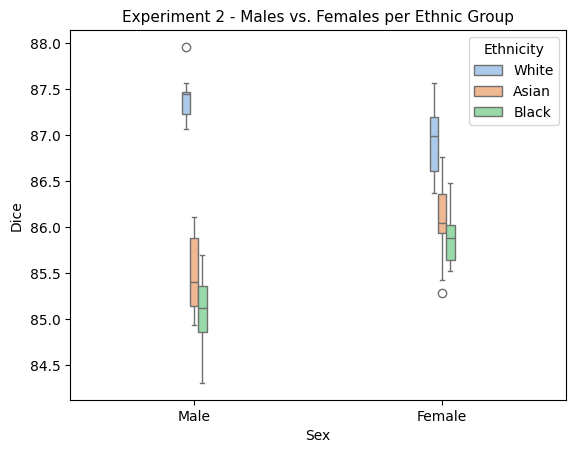 Experiment 2 - Males vs. Females per Ethnic Group
88.0
87.5
87.0
86.5
86.0
85.5
85.0
84.5
Dice
Ethnicity
White
Asian
Black
Male
Female
Sex